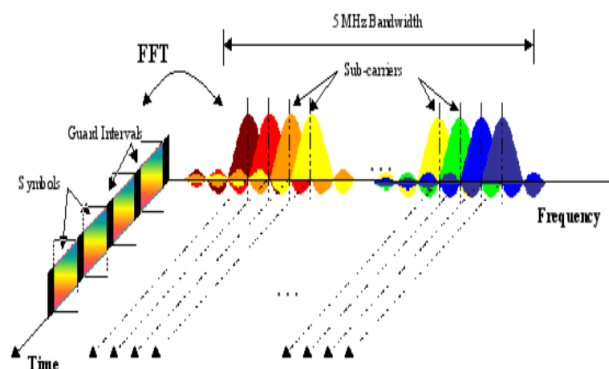 5 MHz Bandwidth
FFT
Sub-carriers
Guard Intervals
Symbols
...
Frequency
...
Time